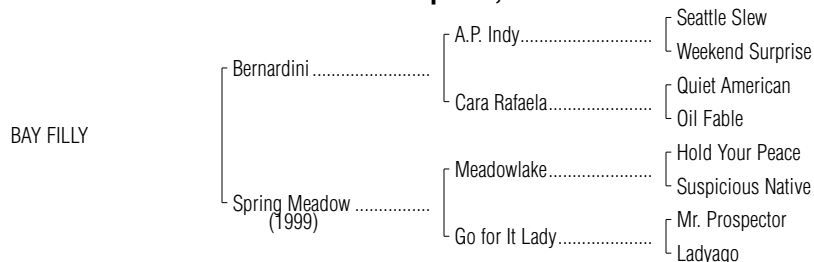 Seattle Slew
A.P. Indy................................
Weekend Surprise
Bernardini.........................
Quiet American
Cara Rafaela.........................
Oil Fable
BAY FILLY
Hold Your Peace
Meadowlake.........................
Suspicious Native
Spring Meadow ................
(1999)
Mr. Prospector
Go for It Lady.......................
Ladyago